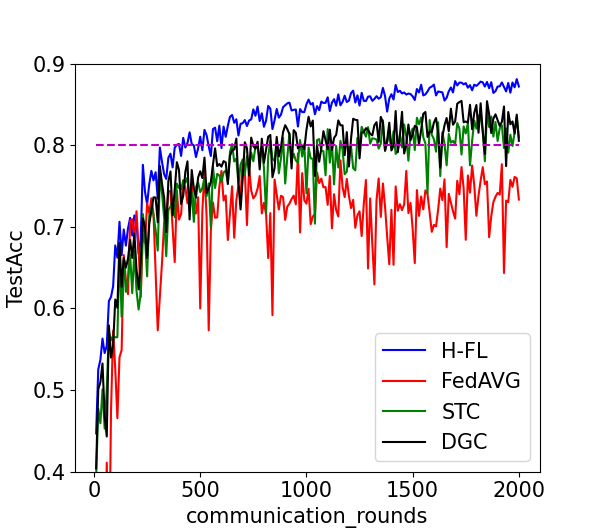 0.9
0.8
0.7
0.6
0.5
0.4
TestAcc
H-FL
FedAVG
STC
DGC
0 500 1000 1500 2000
communication_rounds